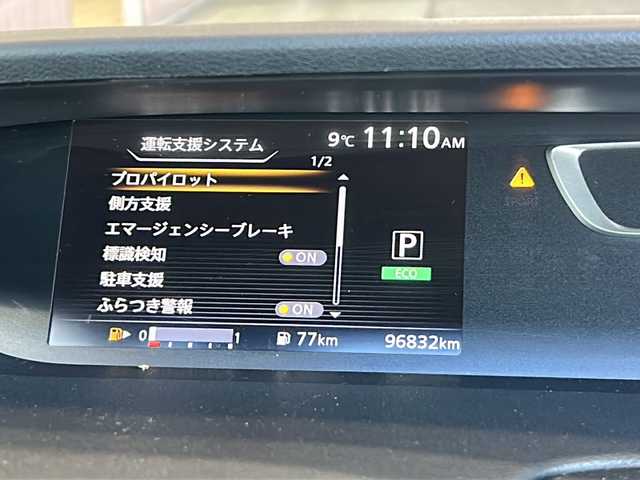 運転支援システム 9℃ 11:10AM
1/2
プロパイロット
側方支援
エマージェンシーブレーキ
標識検知 ON
駐車支援
ふらつき警報 ON
P
ECO
0 1 77km 96832km
SPORT